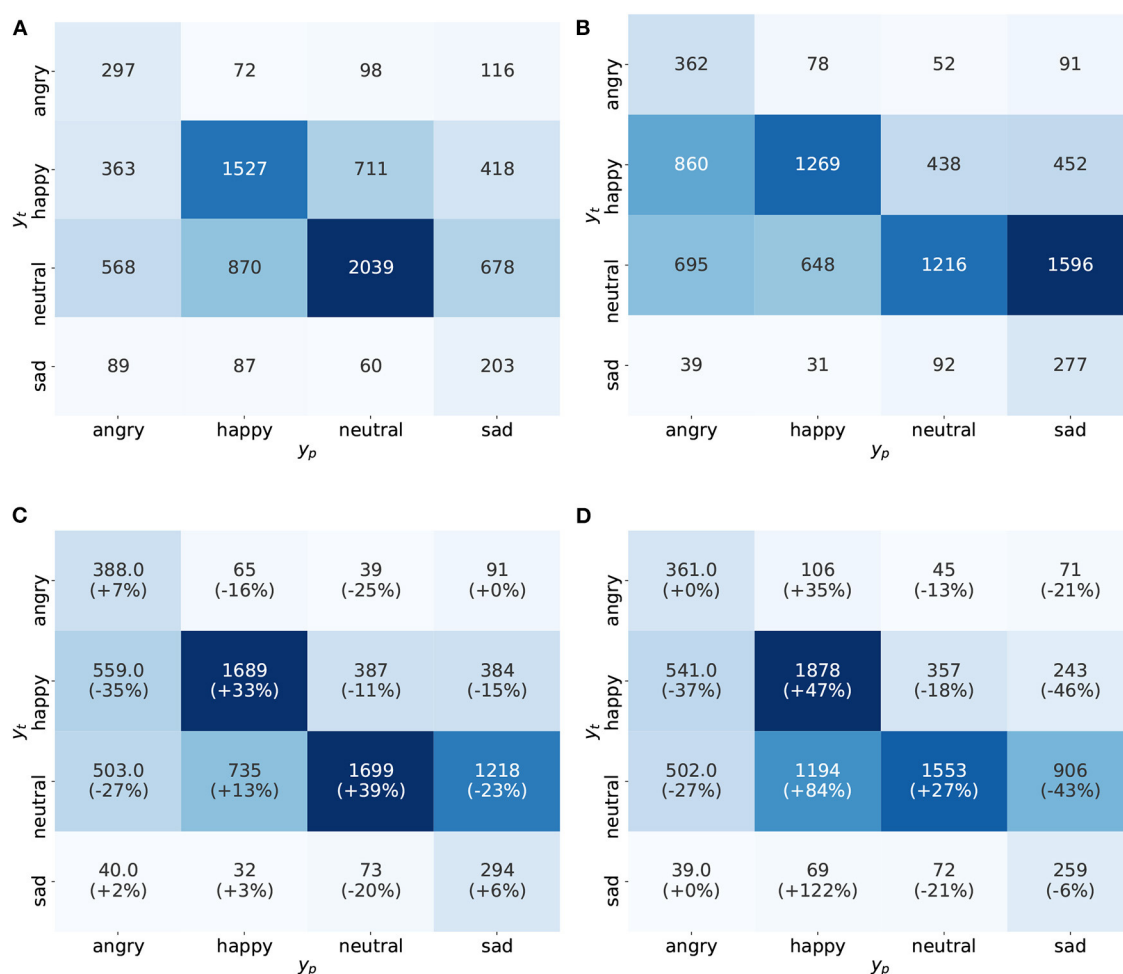 A
angry 297 72 98 116
happy 363 1527 711 418
neutral 568 870 2039 678
sad 89 87 60 203
angry happy neutral sad
y_t
y_p
B
angry 362 78 52 91
happy 860 1269 438 452
neutral 695 648 1216 1596
sad 39 31 92 277
angry happy neutral sad
y_t
y_p
C
angry 388.0 65 39 91
(+7%) (-16%) (-25%) (+0%)
happy 559.0 1689 387 384
(-35%) (+33%) (-11%) (-15%)
neutral 503.0 735 1699 1218
(-27%) (+13%) (+39%) (-23%)
sad 40.0 32 73 294
(+2%) (+3%) (-20%) (+6%)
angry happy neutral sad
y_t
y_p
D
angry 361.0 106 45 71
(+0%) (+35%) (-13%) (-21%)
happy 541.0 1878 357 243
(-37%) (+47%) (-18%) (-46%)
neutral 502.0 1194 1553 906
(-27%) (+84%) (+27%) (-43%)
sad 39.0 69 72 259
(+0%) (+122%) (-21%) (-6%)
angry happy neutral sad
y_t
y_p